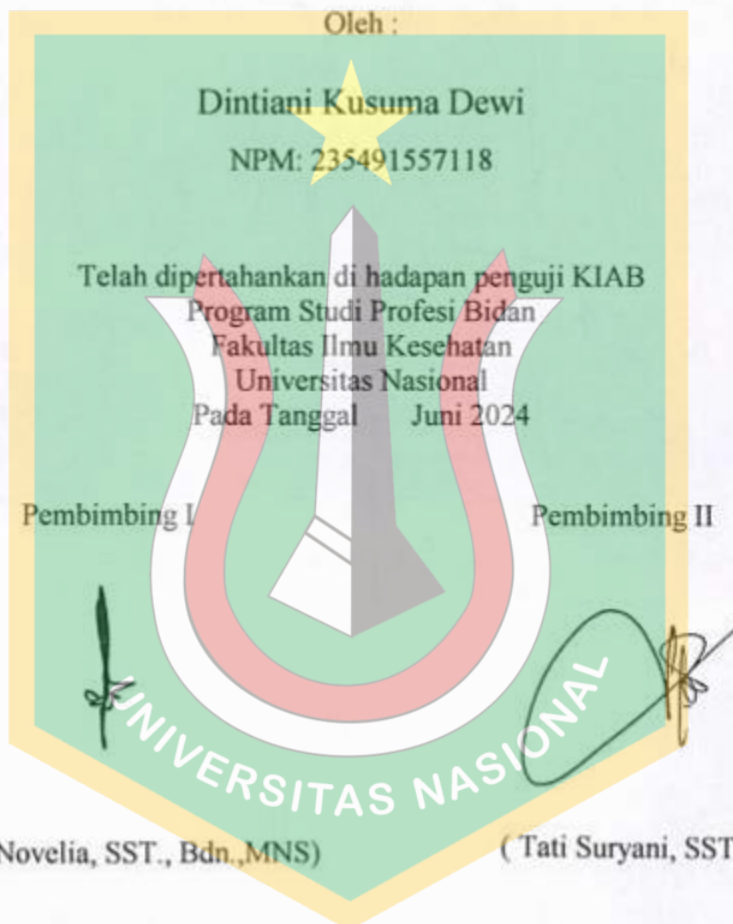 Oleh :
Dintiani Kusuma Dewi
NPM: 235491557118
Telah dipertahankan di hadapan penguji KIAB
Program Studi Profesi Bidan
Fakultas Ilmu Kesehatan
Universitas Nasional
Pada Tanggal Juni 2024
Pembimbing I Pembimbing II
UNIVERSITAS NASIONAL
Novelia, SST., Bdn.,MNS) ( Tati Suryani, SST